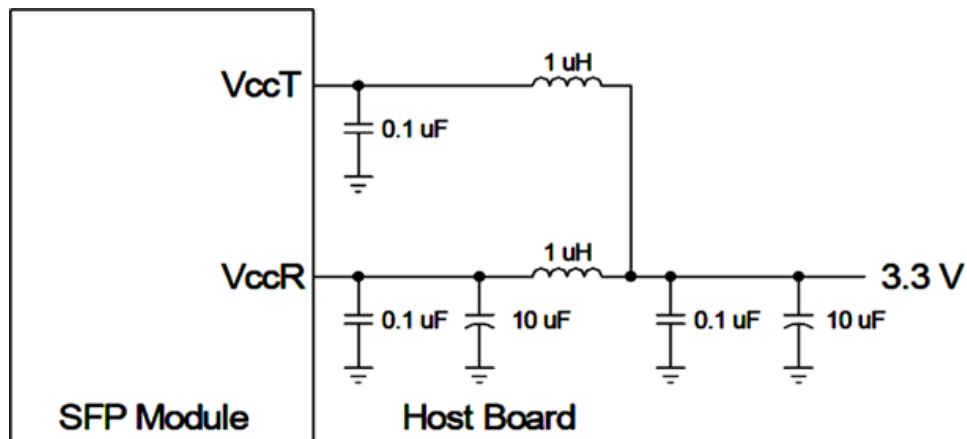 1 uH
VccT
0.1 uF
1 uH
VccR
3.3 V
0.1 uF
10 uF
0.1 uF
10 uF
SFP Module
Host Board